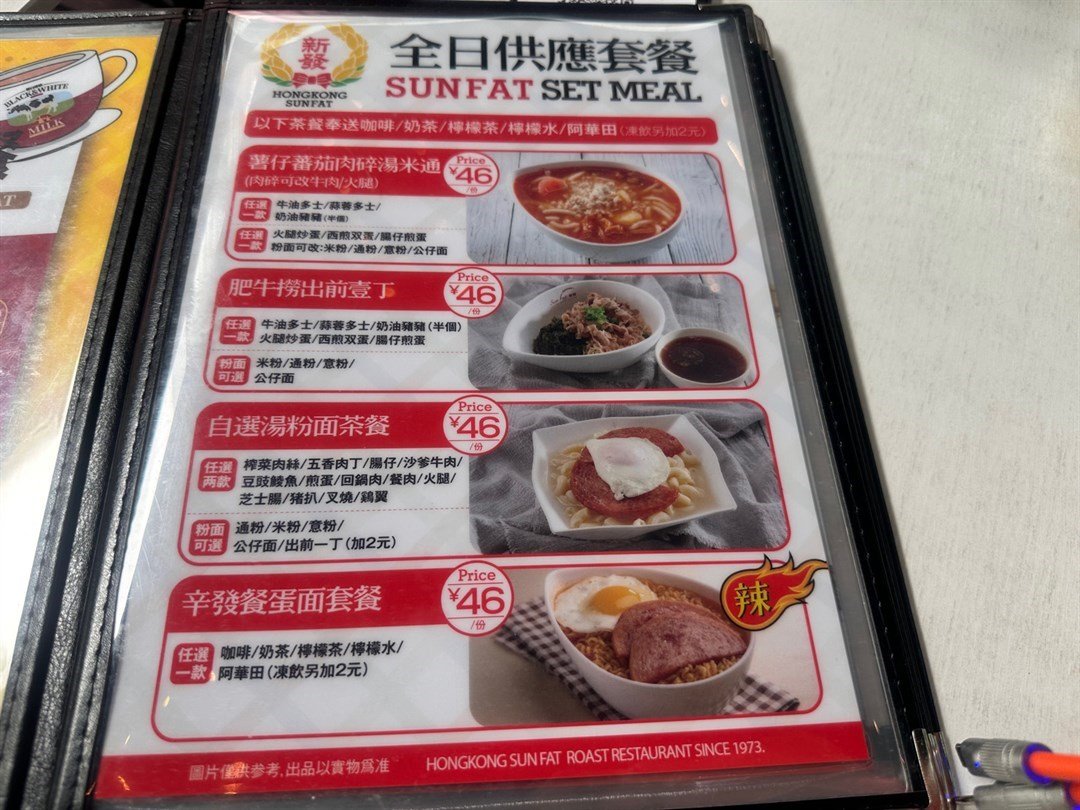 BLACK&WHITE
MILK
AT
新發
HONGKONG
SUNFAT
全日供應套餐
SUNFAT SET MEAL
以下茶餐奉送咖啡/奶茶/檸檬茶/檸檬水/阿華田(凍飲另加2元)
薯仔蕃茄肉碎湯米通
(肉碎可改牛肉/火腿)
Price
¥46
/份
任選
一款
牛油多士/蒜蓉多士/
奶油豬豬(半個)
任選
一款
火腿炒蛋/西煎双蛋/腸仔煎蛋
粉面可改:米粉/通粉/意粉/公仔面
肥牛撈出前壹丁
Price
¥46
/份
任選
一款
牛油多士/蒜蓉多士/奶油豬豬(半個)
火腿炒蛋/西煎双蛋/腸仔煎蛋
粉面
可選
米粉/通粉/意粉/
公仔面
自選湯粉面茶餐
Price
¥46
/份
任選
两款
榨菜肉絲/五香肉丁/腸仔/沙爹牛肉/
豆豉鲮魚/煎蛋/回鍋肉/餐肉/火腿/
芝士腸/猪扒/叉燒/鷄翼
粉面
可選
通粉/米粉/意粉/
公仔面/出前一丁(加2元)
辛發餐蛋面套餐
Price
¥46
/份
辣
任選
一款
咖啡/奶茶/檸檬茶/檸檬水/
阿華田(凍飲另加2元)
圖片僅供参考,出品以實物爲准
HONGKONG SUN FAT ROAST RESTAURANT SINCE 1973.